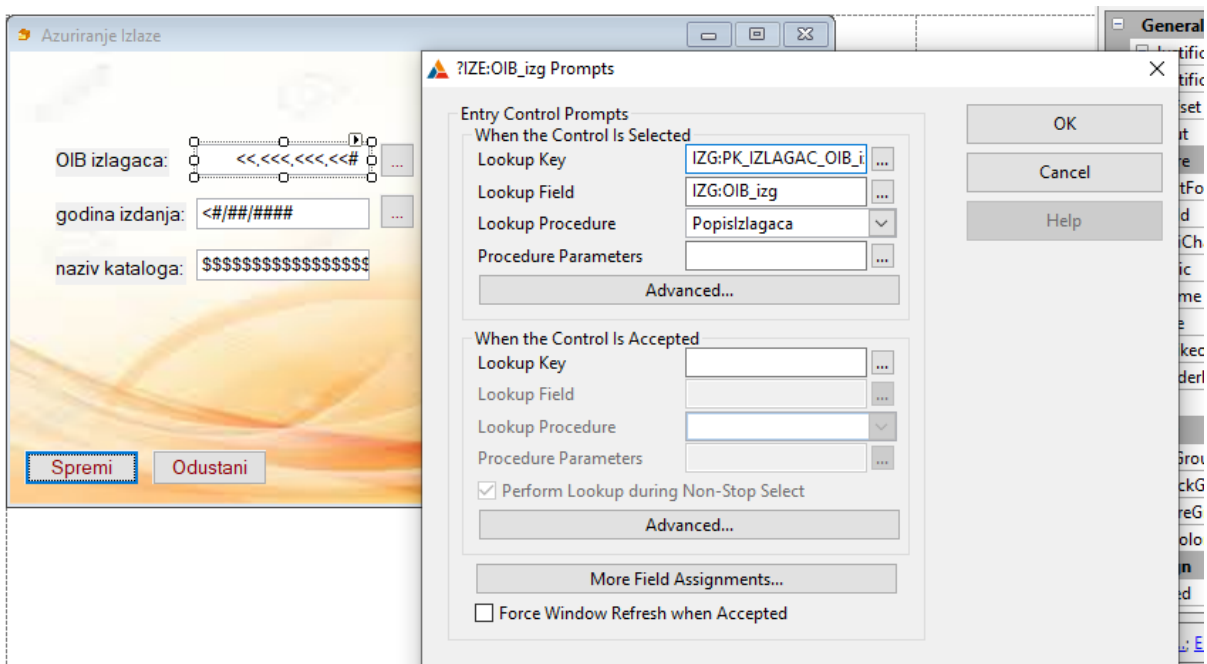 Azuriranje Izlaze
OIB izlagaca:
<<,<<<,<<<,<<#
...
godina izdanja:
<#/##/####
...
naziv kataloga:
$$$$$$$$$$$$$$$$$
Spremi
Odustani
?IZE:OIB_izg Prompts
Entry Control Prompts
When the Control Is Selected
Lookup Key
IZG:PK_IZLAGAC_OIB_i
...
Lookup Field
IZG:OIB_izg
...
Lookup Procedure
PopisIzlagaca
Procedure Parameters
...
Advanced...
When the Control Is Accepted
Lookup Key
...
Lookup Field
...
Lookup Procedure
Procedure Parameters
...
Perform Lookup during Non-Stop Select
Advanced...
More Field Assignments...
Force Window Refresh when Accepted
OK
Cancel
Help
General